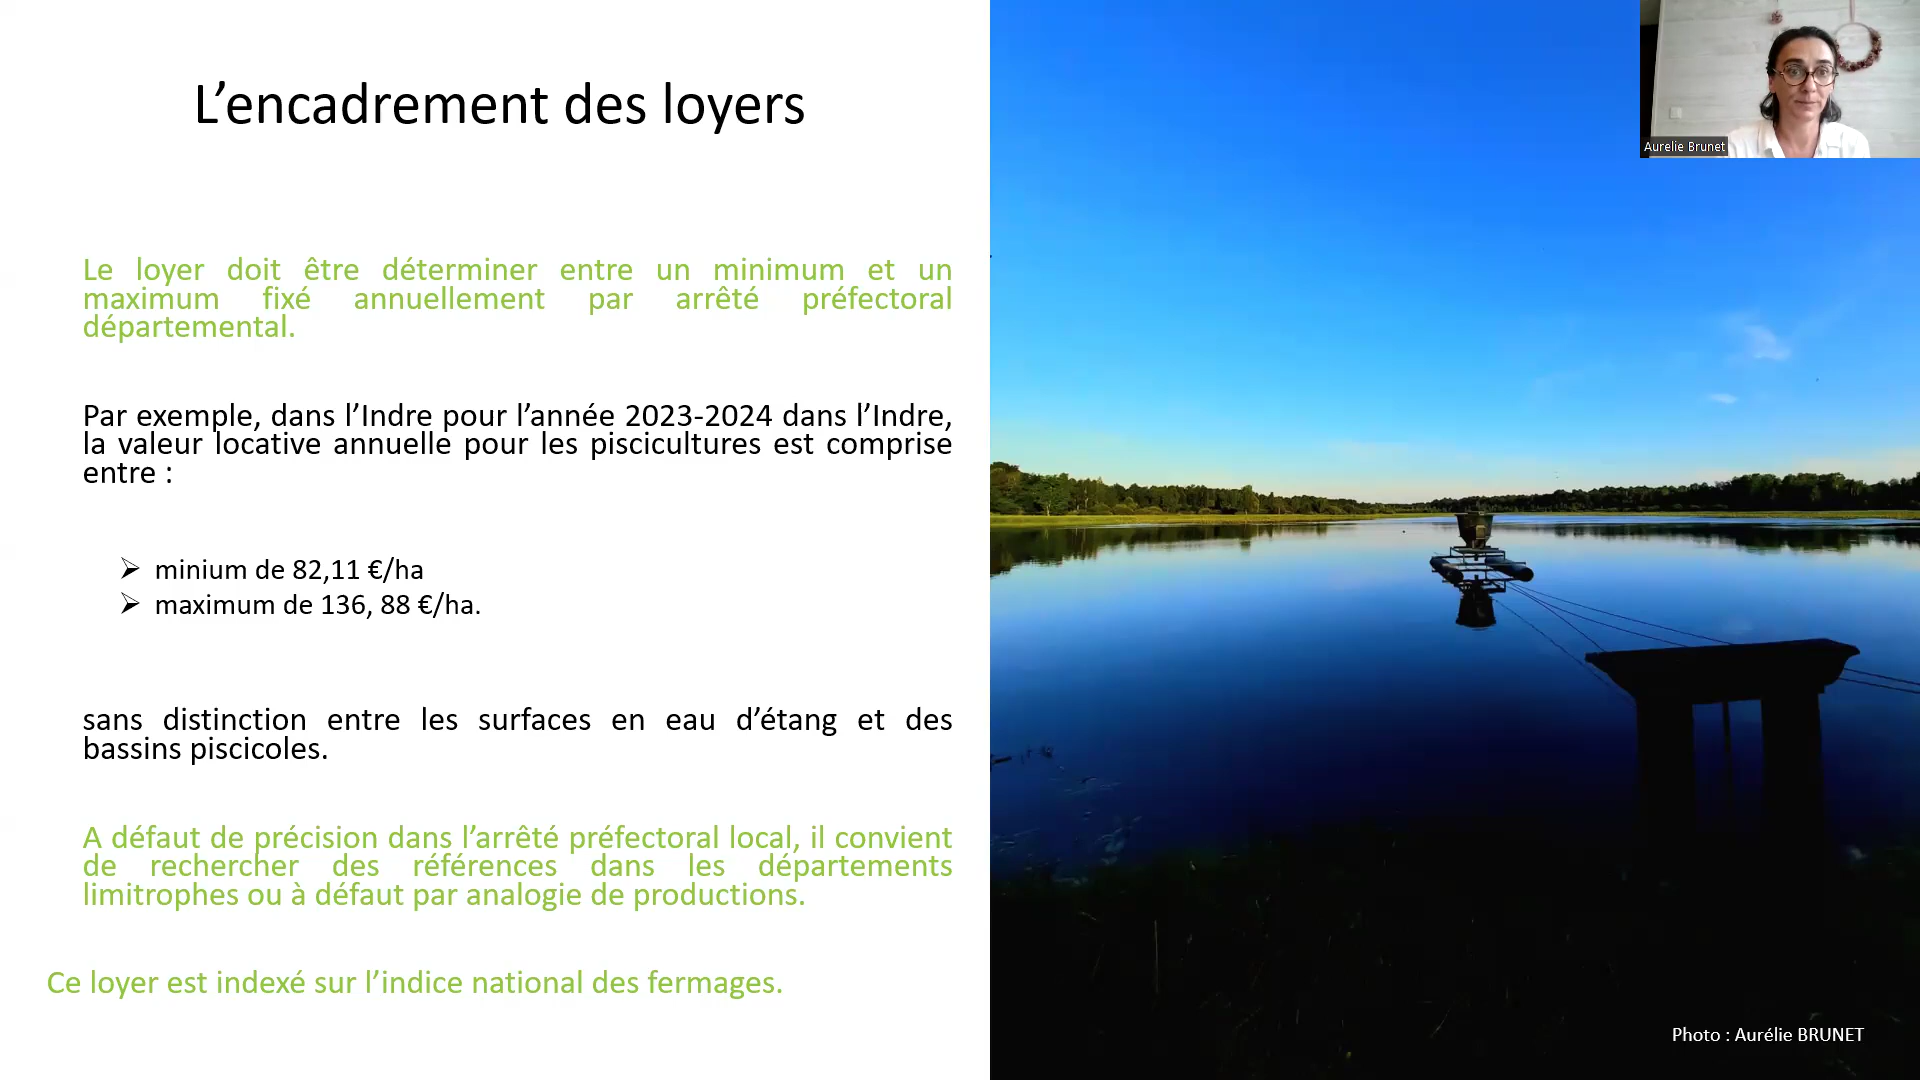 L’encadrement des loyers
Aurelie Brunet
Le loyer doit être déterminer entre un minimum et un
maximum fixé annuellement par arrêté préfectoral
départemental.
Par exemple, dans l’Indre pour l’année 2023-2024 dans l’Indre,
la valeur locative annuelle pour les piscicultures est comprise
entre :
➢ minium de 82,11 €/ha
➢ maximum de 136, 88 €/ha.
sans distinction entre les surfaces en eau d’étang et des
bassins piscicoles.
A défaut de précision dans l’arrêté préfectoral local, il convient
de rechercher des références dans les départements
limitrophes ou à défaut par analogie de productions.
Ce loyer est indexé sur l’indice national des fermages.
Photo : Aurélie BRUNET